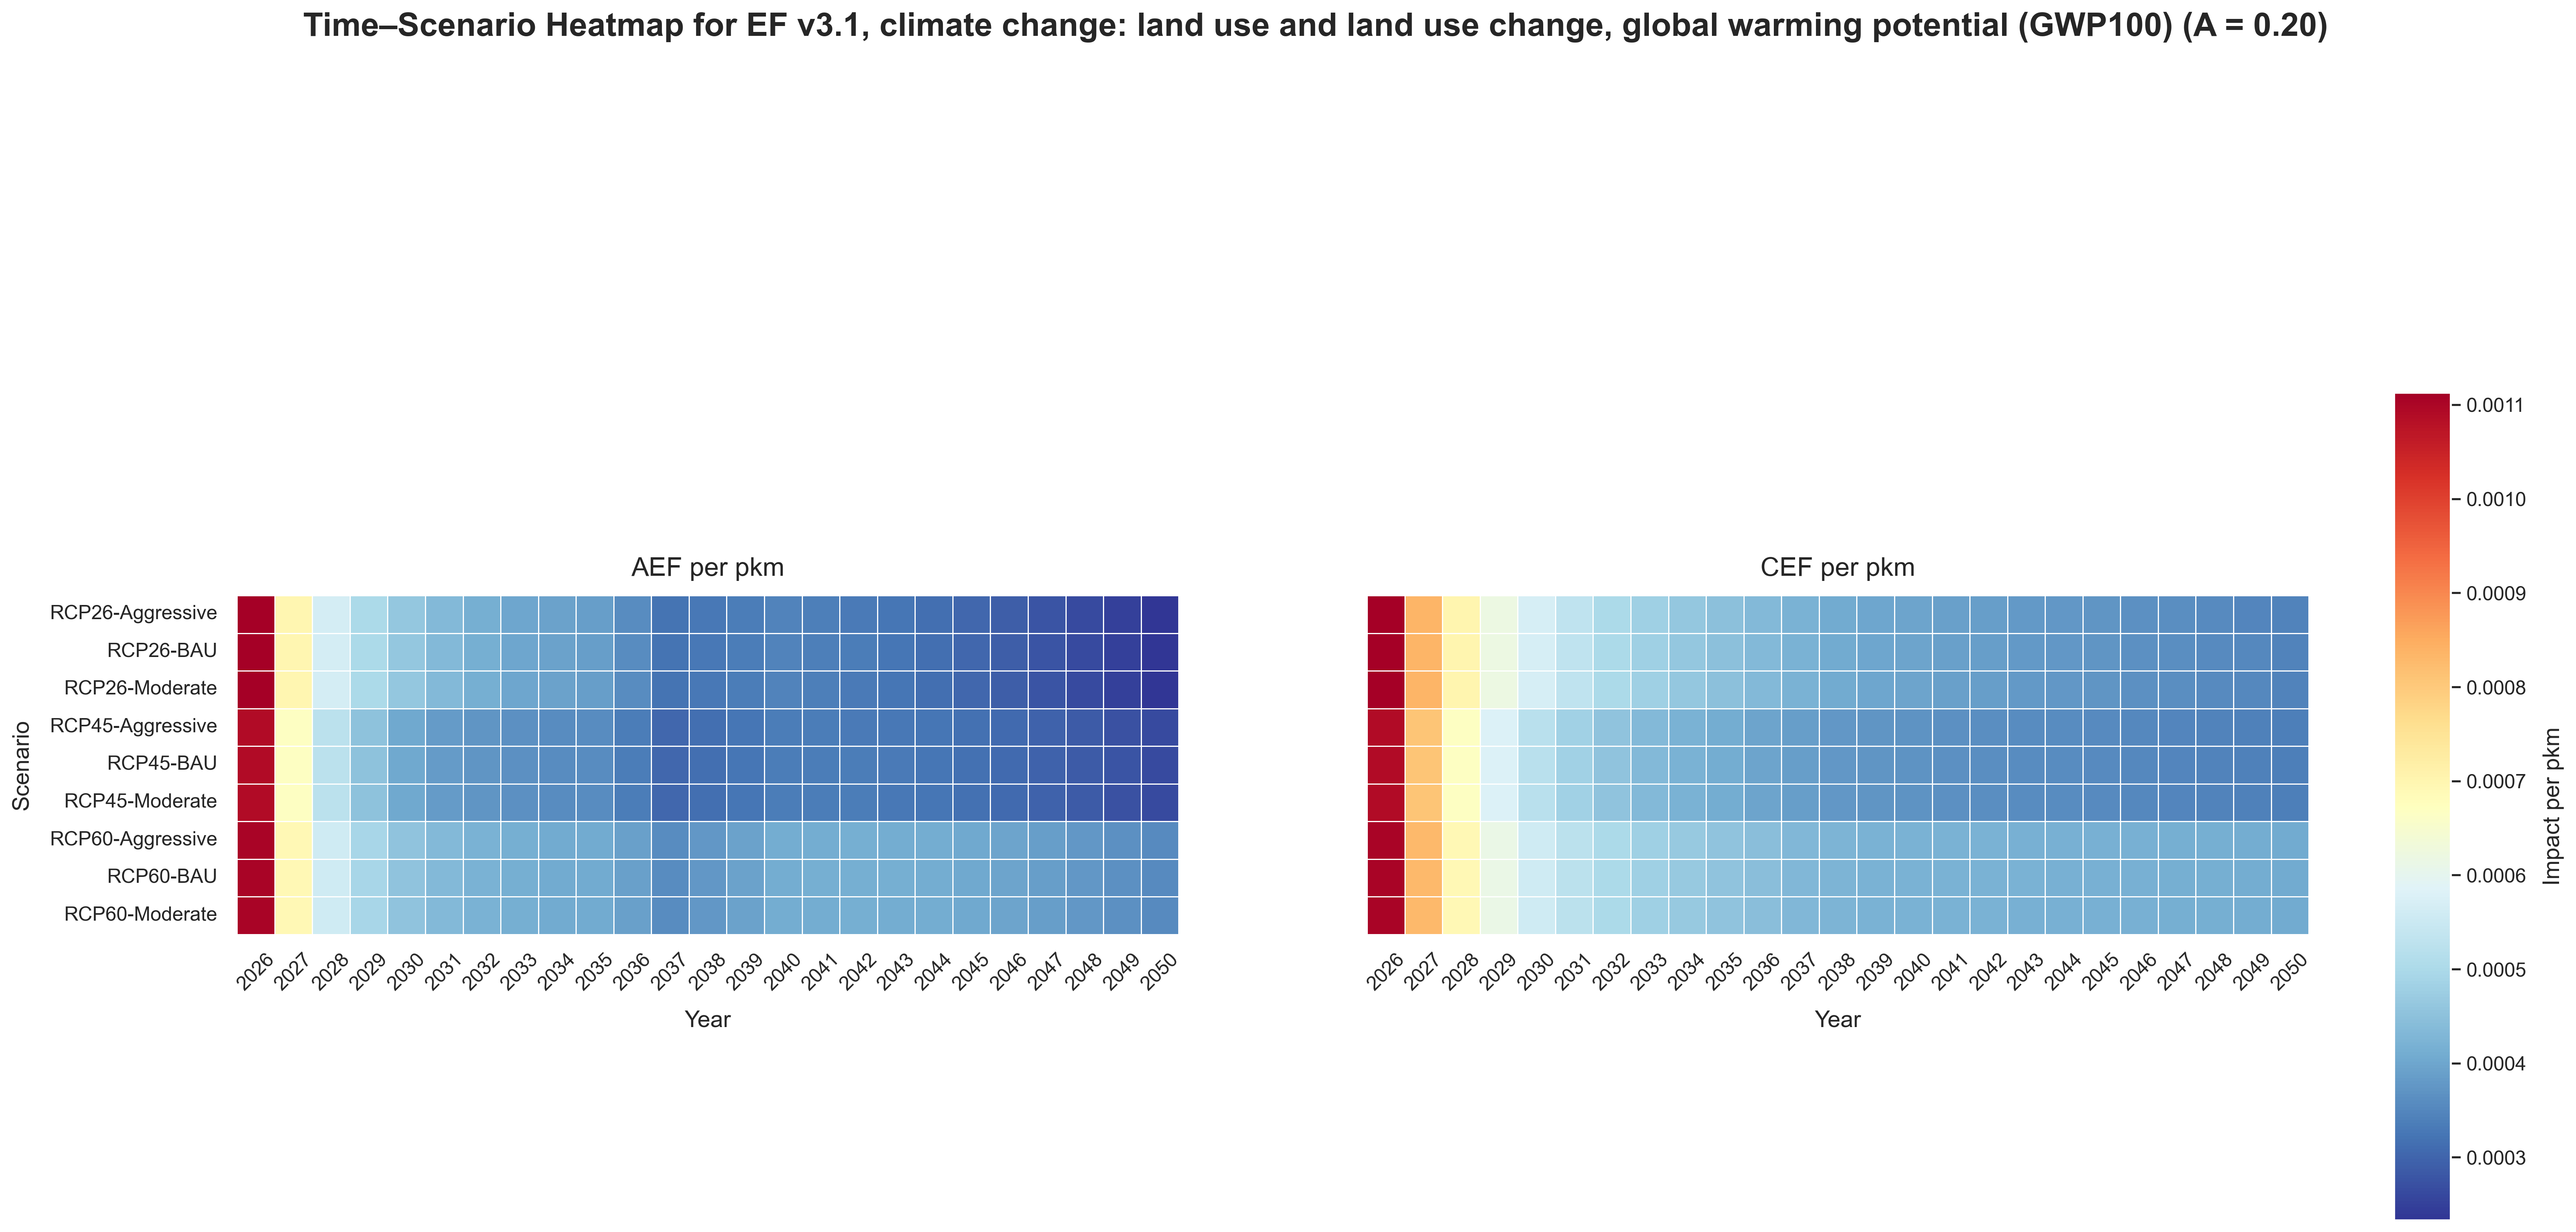 Time–Scenario Heatmap for EF v3.1, climate change: land use and land use change, global warming potential (GWP100) (A = 0.20)
AEF per pkm
Scenario
RCP26-Aggressive
RCP26-BAU
RCP26-Moderate
RCP45-Aggressive
RCP45-BAU
RCP45-Moderate
RCP60-Aggressive
RCP60-BAU
RCP60-Moderate
2026 2027 2028 2029 2030 2031 2032 2033 2034 2035 2036 2037 2038 2039 2040 2041 2042 2043 2044 2045 2046 2047 2048 2049 2050
Year
CEF per pkm
2026 2027 2028 2029 2030 2031 2032 2033 2034 2035 2036 2037 2038 2039 2040 2041 2042 2043 2044 2045 2046 2047 2048 2049 2050
Year
0.0011
0.0010
0.0009
0.0008
0.0007
0.0006
0.0005
0.0004
0.0003
Impact per pkm